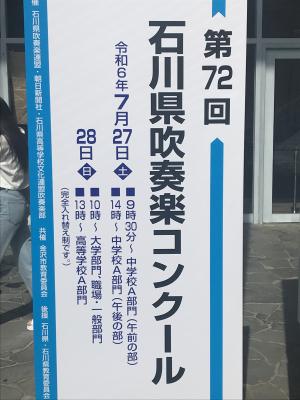 第72回
石川県吹奏楽コンクール
令和6年7月27日(土)
■9時30分～ 中学校A部門(午前の部)
■14時～ 中学校A部門(午後の部)
28日(日)
■10時～ 大学部門、職場・一般部門
■13時～ 高等学校A部門
(完全入れ替え制です。)
催 石川県吹奏楽連盟・朝日新聞社・石川県高等学校文化連盟吹奏楽部 共催 金沢市教育委員会 後援 石川県・石川県教育委員会